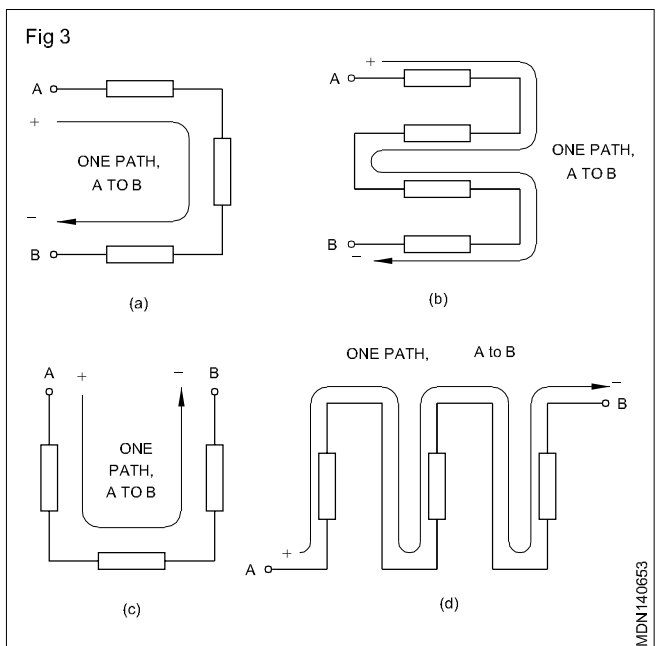 Fig 3
A
+
ONE PATH,
A TO B
–
B
(a)
+
A
ONE PATH,
A TO B
B
–
(b)
A + – B
ONE
PATH,
A TO B
(c)
ONE PATH, A to B
–
B
+
A
(d)
MDN140653